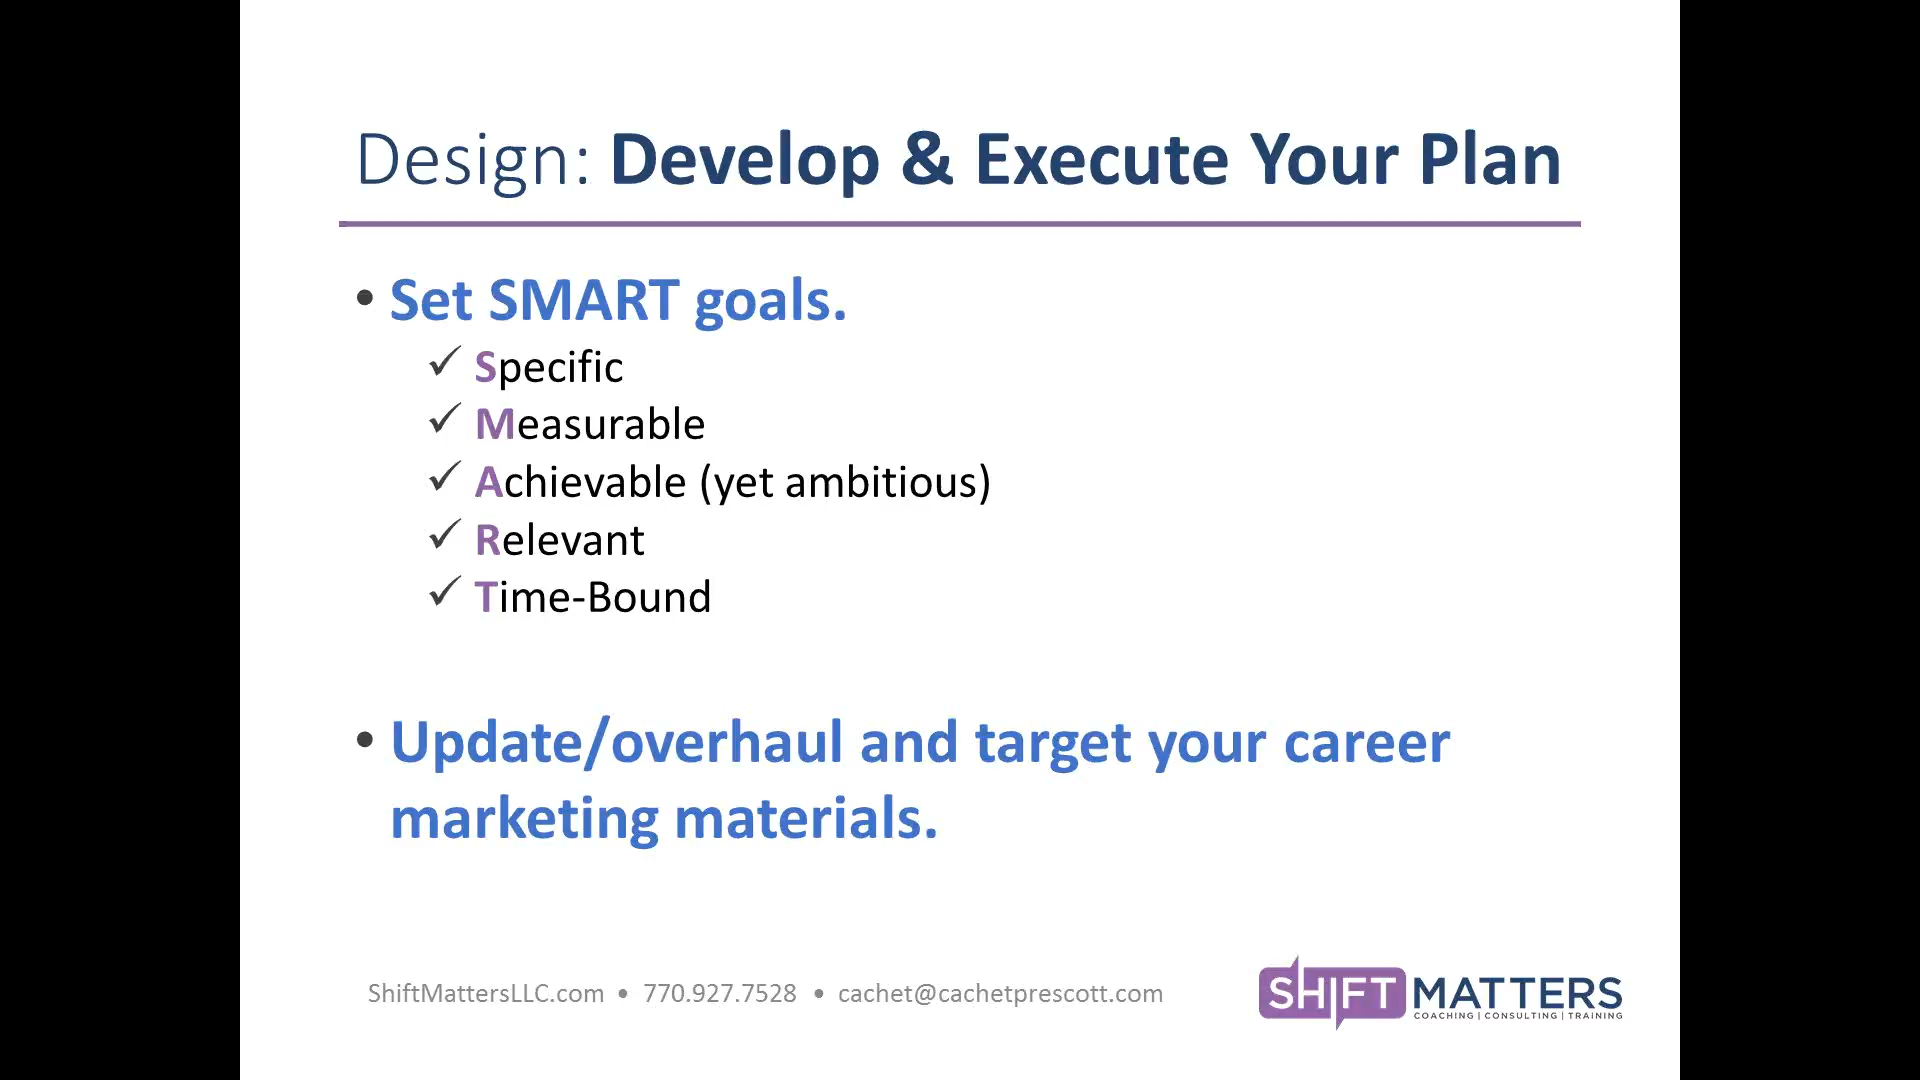 Design: Develop & Execute Your Plan
• Set SMART goals.
✓ Specific
✓ Measurable
✓ Achievable (yet ambitious)
✓ Relevant
✓ Time-Bound
• Update/overhaul and target your career
marketing materials.
ShiftMattersLLC.com • 770.927.7528 • cachet@cachetprescott.com
SHIFT MATTERS
COACHING | CONSULTING | TRAINING